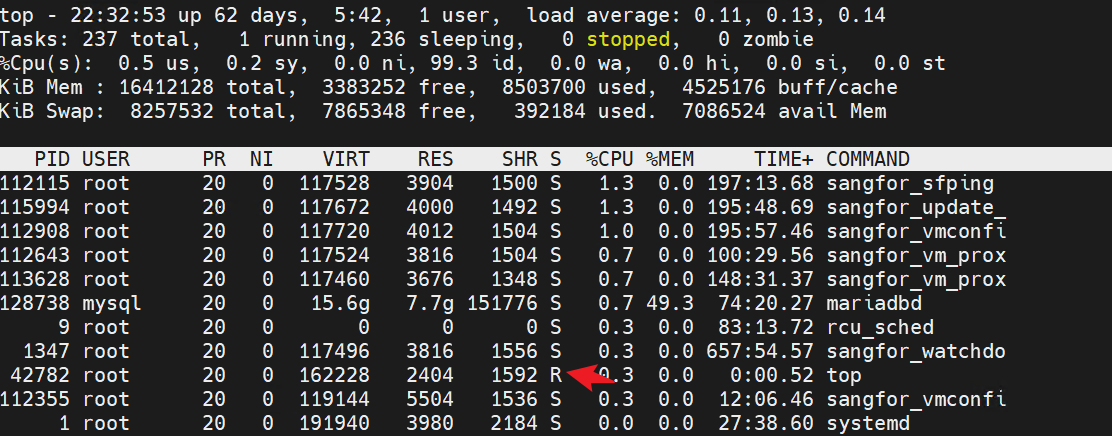 top - 22:32:53 up 62 days,  5:42,  1 user,  load average: 0.11, 0.13, 0.14
Tasks: 237 total,   1 running, 236 sleeping,   0 stopped,   0 zombie
%Cpu(s):  0.5 us,  0.2 sy,  0.0 ni, 99.3 id,  0.0 wa,  0.0 hi,  0.0 si,  0.0 st
KiB Mem : 16412128 total,  3383252 free,  8503700 used,  4525176 buff/cache
KiB Swap:  8257532 total,  7865348 free,   392184 used.  7086524 avail Mem
   PID USER      PR  NI    VIRT    RES    SHR S  %CPU %MEM     TIME+ COMMAND
112115 root      20   0  117528   3904   1500 S   1.3  0.0 197:13.68 sangfor_sfping
115994 root      20   0  117672   4000   1492 S   1.3  0.0 195:48.69 sangfor_update_
112908 root      20   0  117720   4012   1504 S   1.0  0.0 195:57.46 sangfor_vmconfi
112643 root      20   0  117524   3816   1504 S   0.7  0.0 100:29.56 sangfor_vm_prox
113628 root      20   0  117460   3676   1348 S   0.7  0.0 148:31.37 sangfor_vm_prox
128738 mysql     20   0   15.6g   7.7g 151776 S   0.7 49.3  74:20.27 mariadbd
     9 root      20   0       0      0      0 S   0.3  0.0  83:13.72 rcu_sched
  1347 root      20   0  117496   3816   1556 S   0.3  0.0 657:54.57 sangfor_watchdo
 42782 root      20   0  162228   2404   1592 R   0.3  0.0   0:00.52 top
112355 root      20   0  119144   5504   1536 S   0.3  0.0  12:06.46 sangfor_vmconfi
     1 root      20   0  191940   3980   2184 S   0.0  0.0  27:38.60 systemd